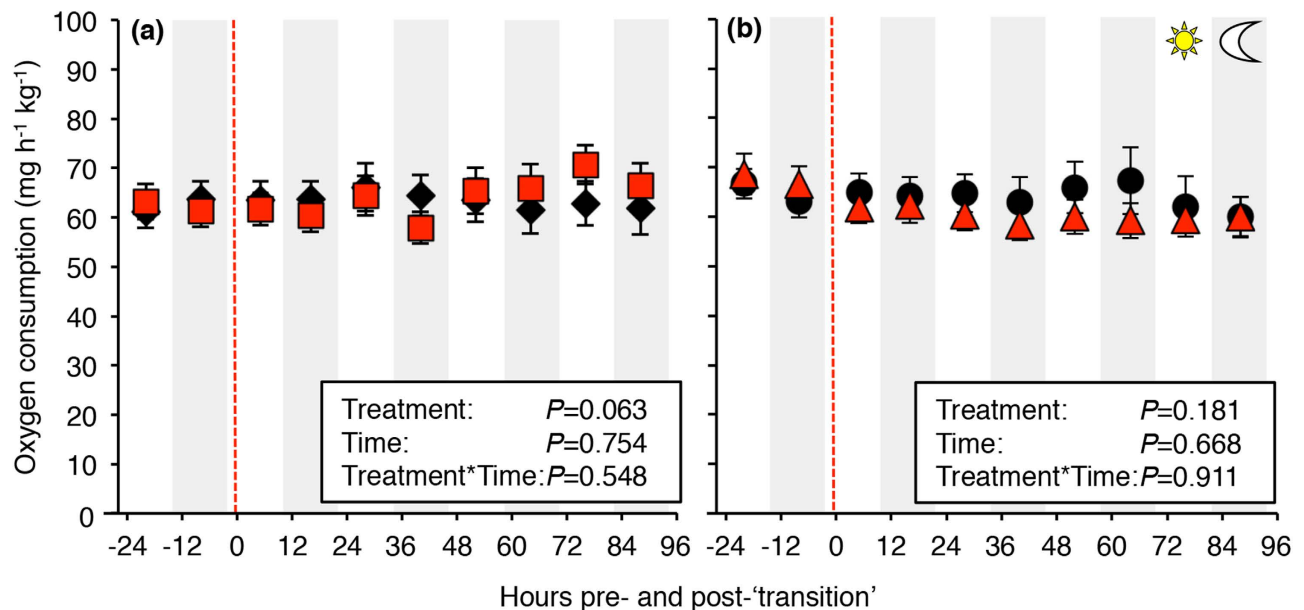 Oxygen consumption (mg h⁻¹ kg⁻¹)
100
90
80
70
60
50
40
30
20
10
0
(a)
Treatment: P=0.063
Time: P=0.754
Treatment*Time: P=0.548
-24 -12 0 12 24 36 48 60 72 84 96
(b)
Treatment: P=0.181
Time: P=0.668
Treatment*Time: P=0.911
-24 -12 0 12 24 36 48 60 72 84 96
Hours pre- and post-‘transition’